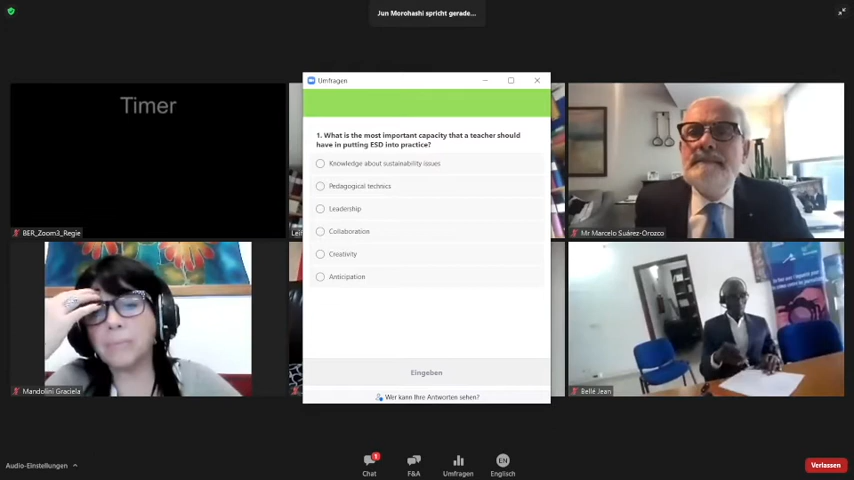 Jun Morohashi spricht gerade...
Timer
BER_Zoom3_Regie
Mr Marcelo Suárez-Orozco
Mandolini Graciela
Bellé Jean
Umfragen
1. What is the most important capacity that a teacher should
have in putting ESD into practice?
Knowledge about sustainability issues
Pedagogical technics
Leadership
Collaboration
Creativity
Anticipation
Eingeben
Wer kann Ihre Antworten sehen?
Audio-Einstellungen
1
Chat
F&A
Umfragen
EN
Englisch
Verlassen